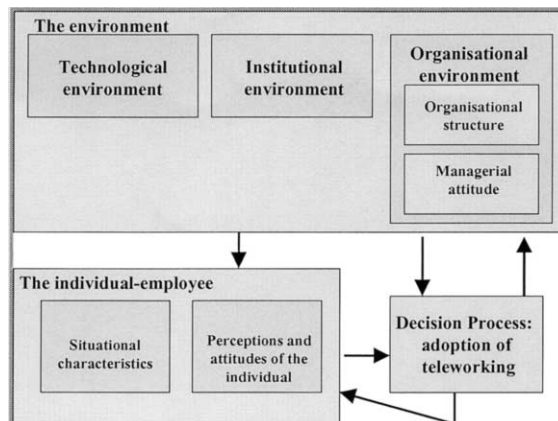 The environment
Technological
environment
Institutional
environment
Organisational
environment
Organisational
structure
Managerial
attitude
The individual-employee
Situational
characteristics
Perceptions and
attitudes of the
individual
Decision Process:
adoption of
teleworking